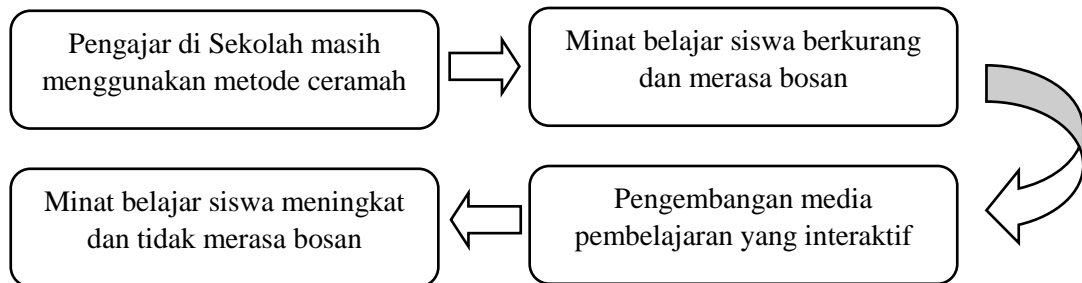 Pengajar di Sekolah masih
menggunakan metode ceramah
Minat belajar siswa berkurang
dan merasa bosan
Pengembangan media
pembelajaran yang interaktif
Minat belajar siswa meningkat
dan tidak merasa bosan